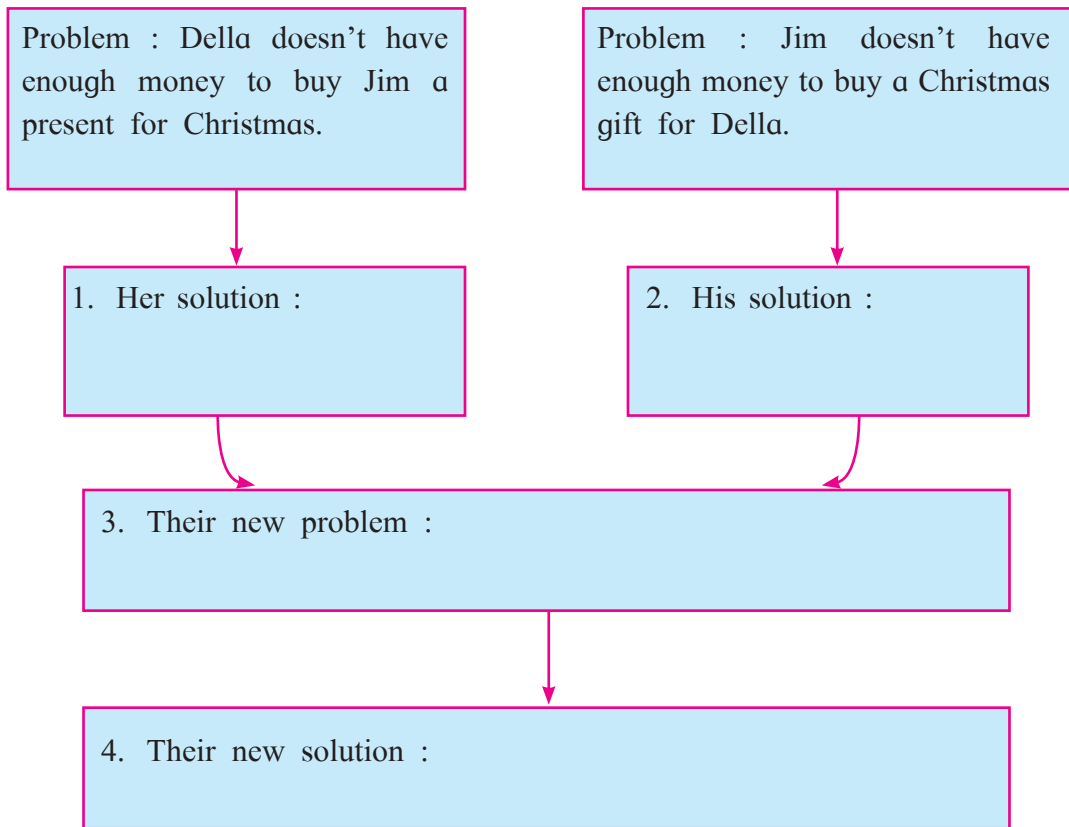 Problem : Della doesn't have
enough money to buy Jim a
present for Christmas.
Problem : Jim doesn't have
enough money to buy a Christmas
gift for Della.
1. Her solution :
2. His solution :
3. Their new problem :
4. Their new solution :